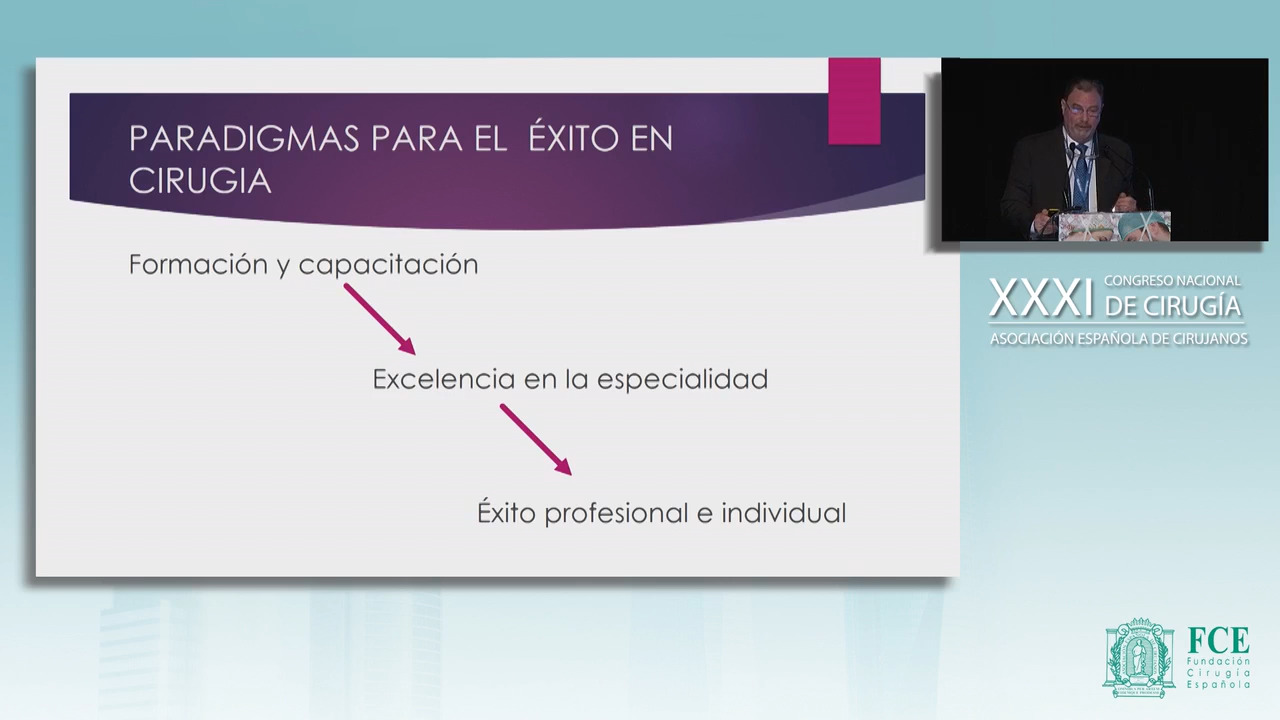 PARADIGMAS PARA EL ÉXITO EN
CIRUGIA
Formación y capacitación
Excelencia en la especialidad
Éxito profesional e individual
XXXI
CONGRESO NACIONAL
DE CIRUGÍA
ASOCIACIÓN ESPAÑOLA DE CIRUJANOS
FCE
Fundación
Cirugía
Española